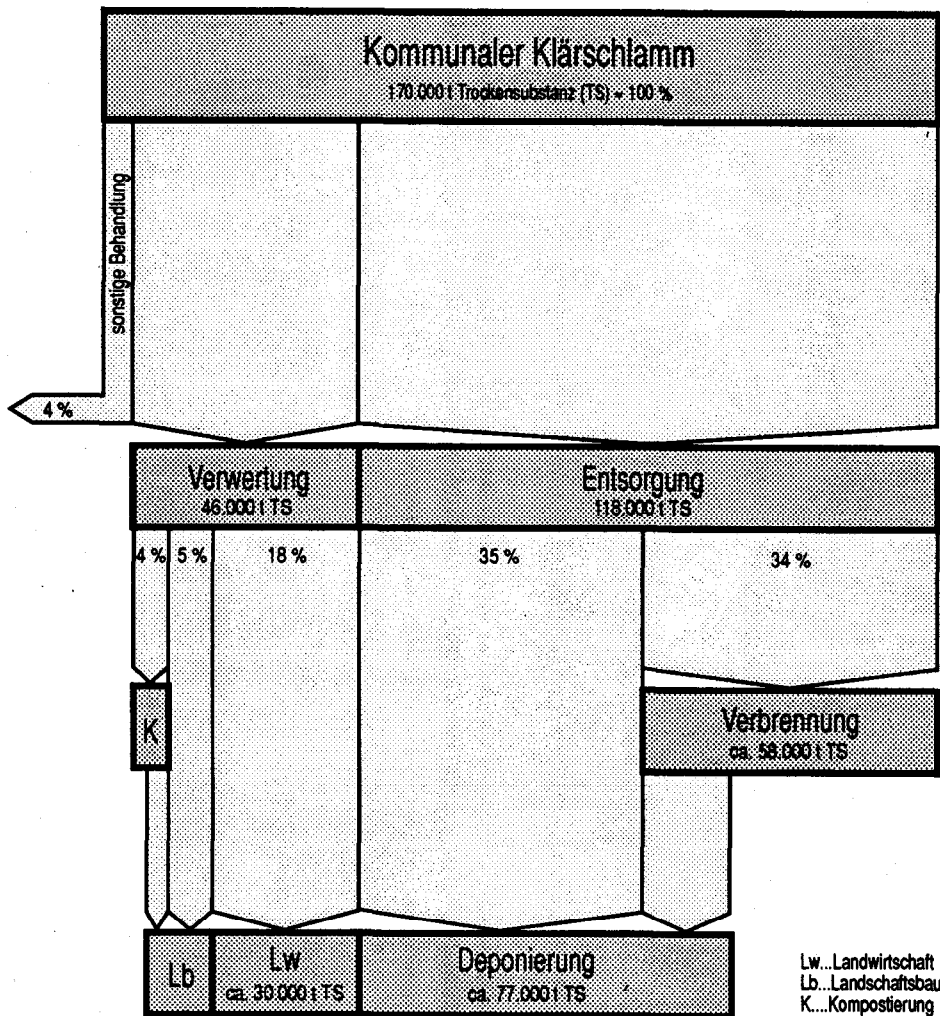 Kommunaler Klärschlamm
170.000 t Trockensubstanz (TS) = 100 %
sonstige Behandlung
4 %
Verwertung
46.000 t TS
Entsorgung
118.000 t TS
4 %
5 %
18 %
35 %
34 %
K
Verbrennung
ca. 58.000 t TS
Lb
Lw
ca. 30.000 t TS
Deponierung
ca. 77.000 t TS
Lw...Landwirtschaft
Lb...Landschaftsbau
K....Kompostierung